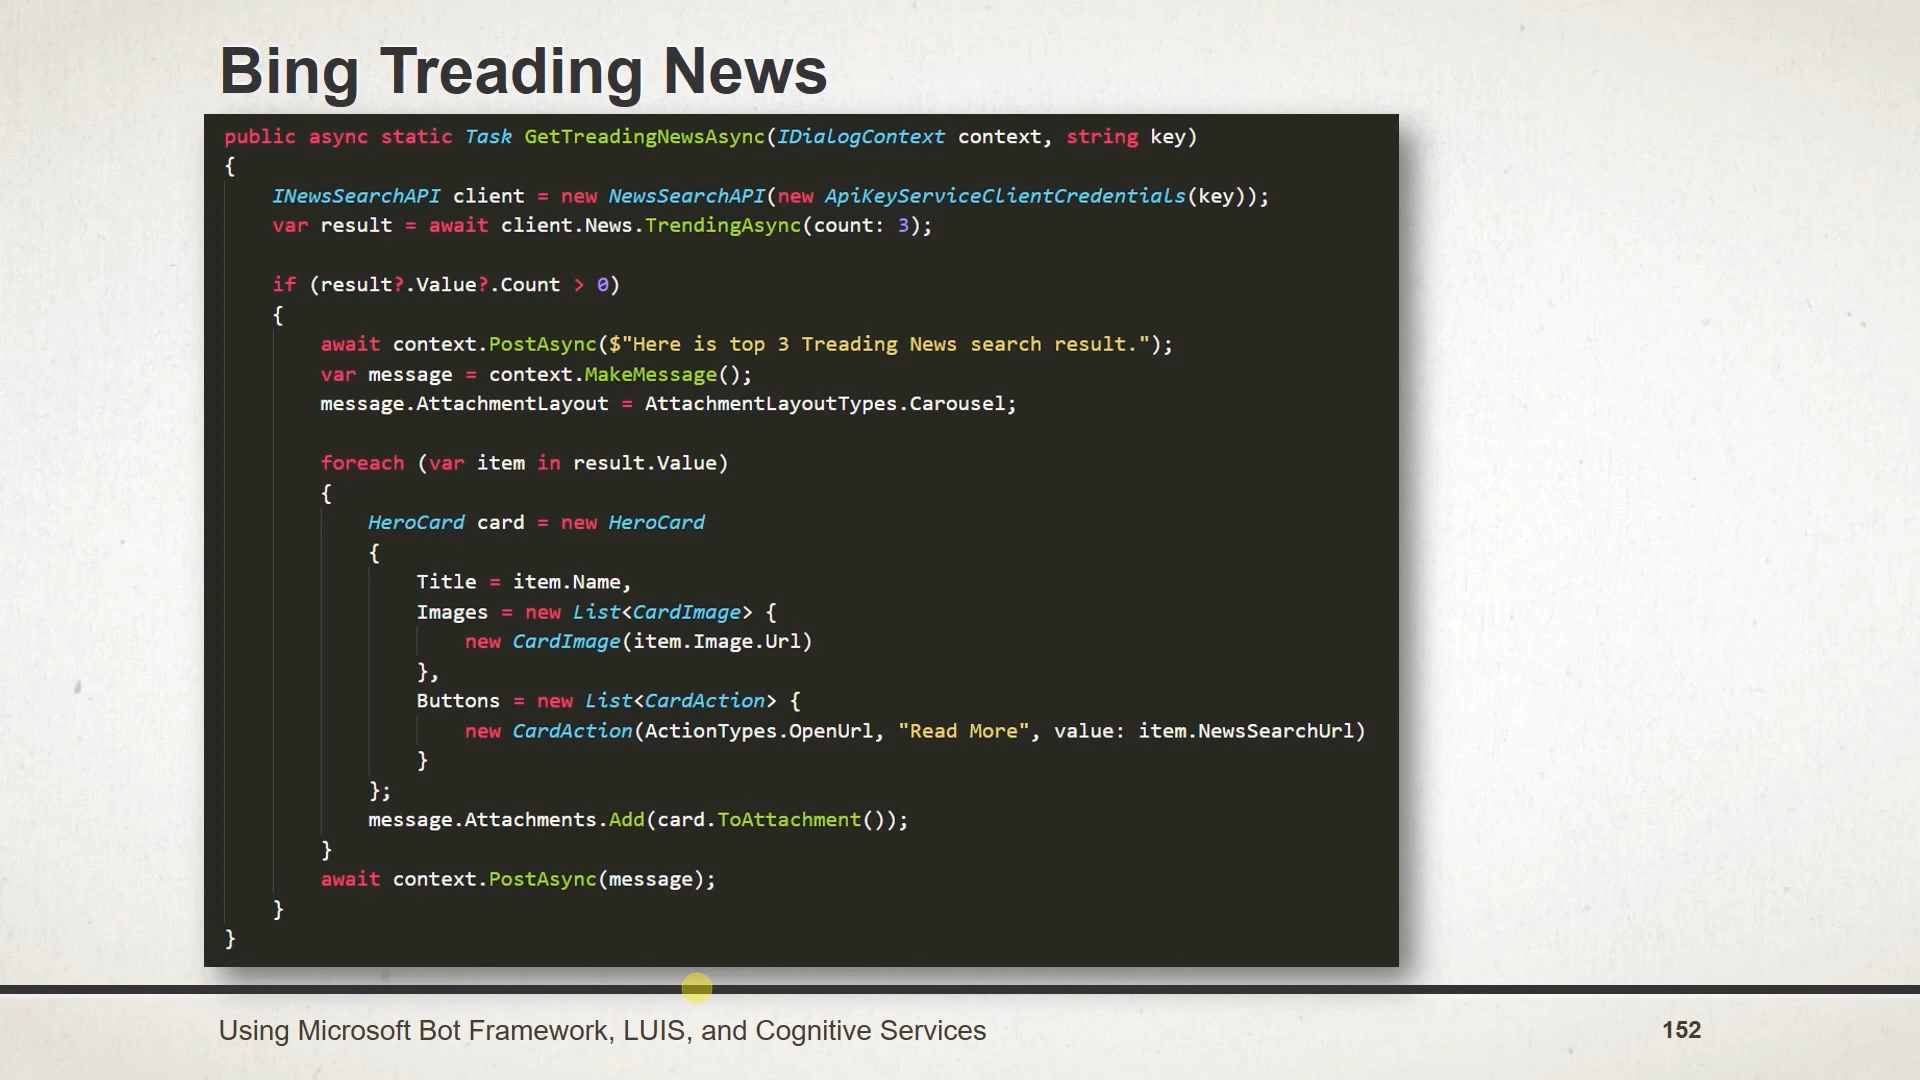 Bing Treading News
public async static Task GetTreadingNewsAsync(IDialogContext context, string key)
{
    INewsSearchAPI client = new NewsSearchAPI(new ApiKeyServiceClientCredentials(key));
    var result = await client.News.TrendingAsync(count: 3);
    if (result?.Value?.Count > 0)
    {
        await context.PostAsync($"Here is top 3 Treading News search result.");
        var message = context.MakeMessage();
        message.AttachmentLayout = AttachmentLayoutTypes.Carousel;
        foreach (var item in result.Value)
        {
            HeroCard card = new HeroCard
            {
                Title = item.Name,
                Images = new List<CardImage> {
                    new CardImage(item.Image.Url)
                },
                Buttons = new List<CardAction> {
                    new CardAction(ActionTypes.OpenUrl, "Read More", value: item.NewsSearchUrl)
                }
            };
            message.Attachments.Add(card.ToAttachment());
        }
        await context.PostAsync(message);
    }
}
Using Microsoft Bot Framework, LUIS, and Cognitive Services
152